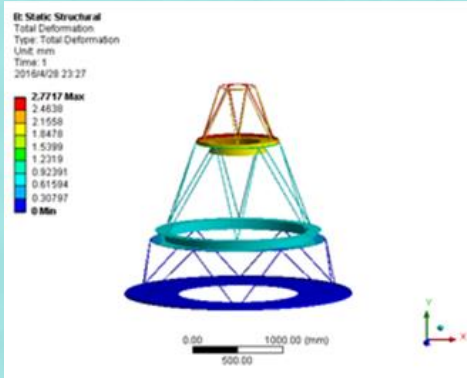 B: Static Structural
Total Deformation
Type: Total Deformation
Unit: mm
Time: 1
2016/4/28 23:27
2.7717 Max
2.4638
2.1558
1.8478
1.5399
1.2319
0.92391
0.61594
0.30797
0 Min
0.00 1000.00 (mm)
500.00
Y
X